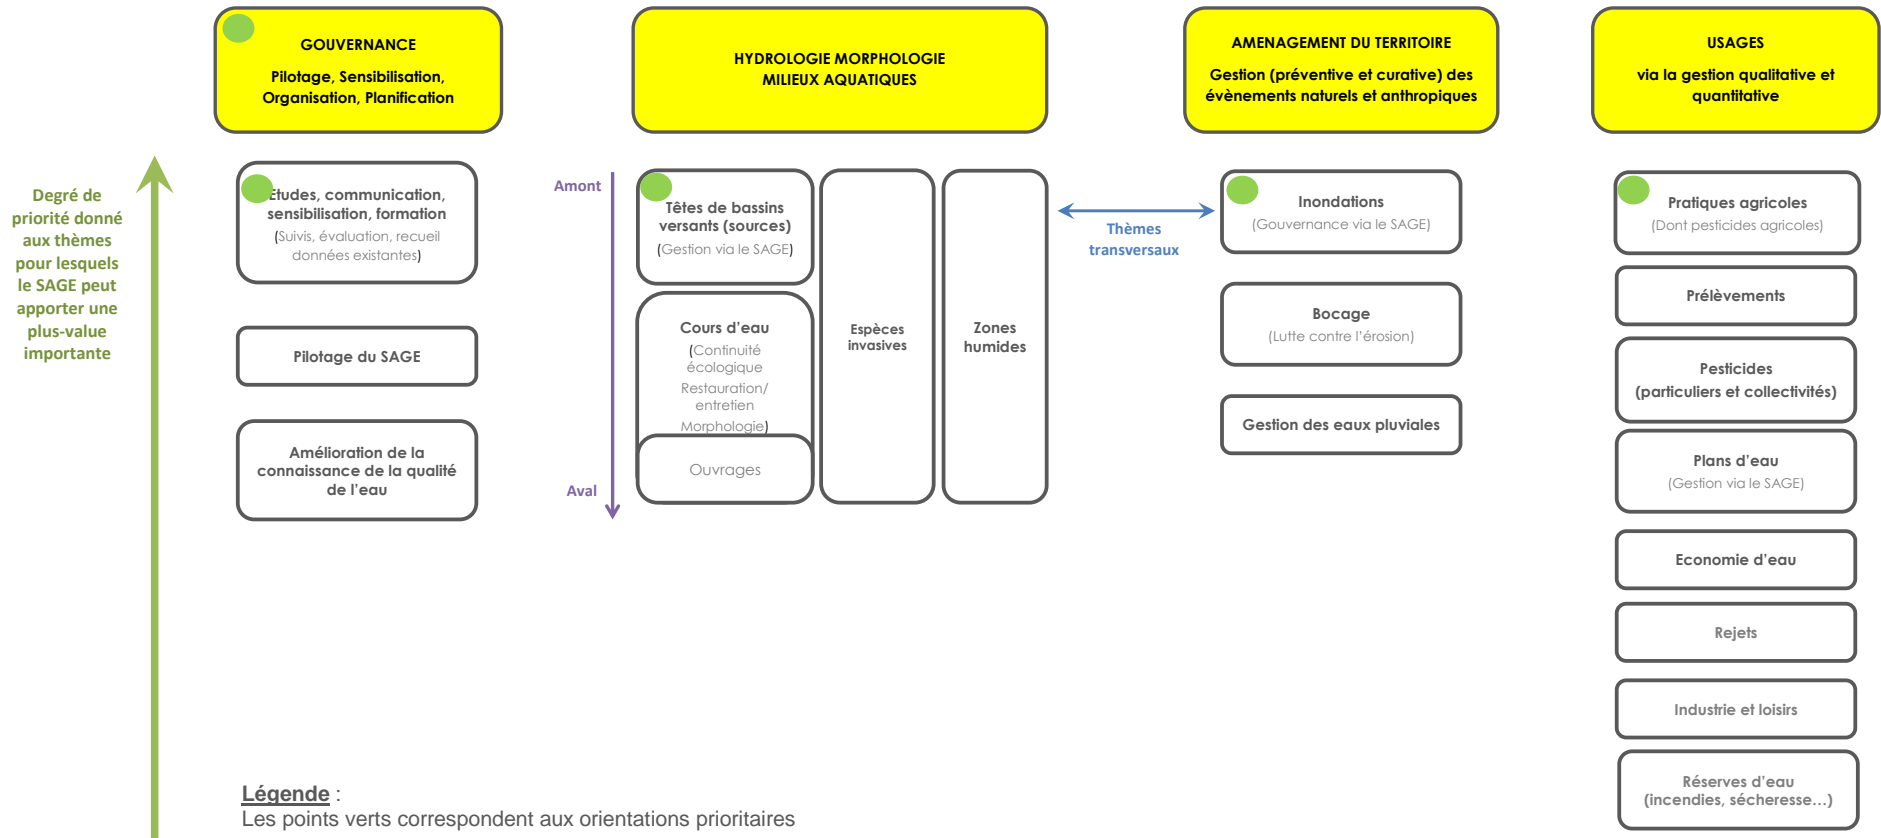 GOUVERNANCE
Pilotage, Sensibilisation,
Organisation, Planification
HYDROLOGIE MORPHOLOGIE
MILIEUX AQUATIQUES
AMENAGEMENT DU TERRITOIRE
Gestion (préventive et curative) des
évènements naturels et anthropiques
USAGES
via la gestion qualitative et
quantitative
Degré de
priorité donné
aux thèmes
pour lesquels
le SAGE peut
apporter une
plus-value
importante
Etudes, communication,
sensibilisation, formation
(Suivis, évaluation, recueil
données existantes)
Pilotage du SAGE
Amélioration de la
connaissance de la qualité
de l'eau
Amont
Aval
Têtes de bassins
versants (sources)
(Gestion via le SAGE)
Cours d'eau
(Continuité
écologique
Restauration/
entretien
Morphologie)
Ouvrages
Espèces
invasives
Zones
humides
Thèmes
transversaux
Inondations
(Gouvernance via le SAGE)
Bocage
(Lutte contre l'érosion)
Gestion des eaux pluviales
Pratiques agricoles
(Dont pesticides agricoles)
Prélèvements
Pesticides
(particuliers et collectivités)
Plans d'eau
(Gestion via le SAGE)
Economie d'eau
Rejets
Industrie et loisirs
Réserves d'eau
(incendies, sécheresse…)
Légende :
Les points verts correspondent aux orientations prioritaires